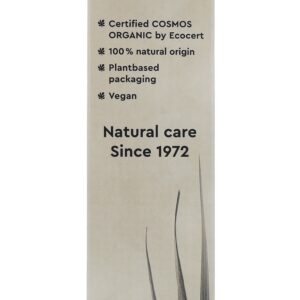 Certified COSMOS
ORGANIC by Ecocert
100% natural origin
Plantbased
packaging
Vegan
Natural care
Since 1972